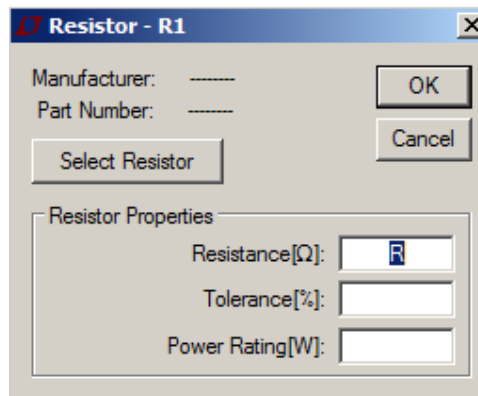 Resistor - R1
Manufacturer: --------
OK
Part Number: --------
Cancel
Select Resistor
Resistor Properties
Resistance[Ω]: R
Tolerance[%]:
Power Rating[W]: